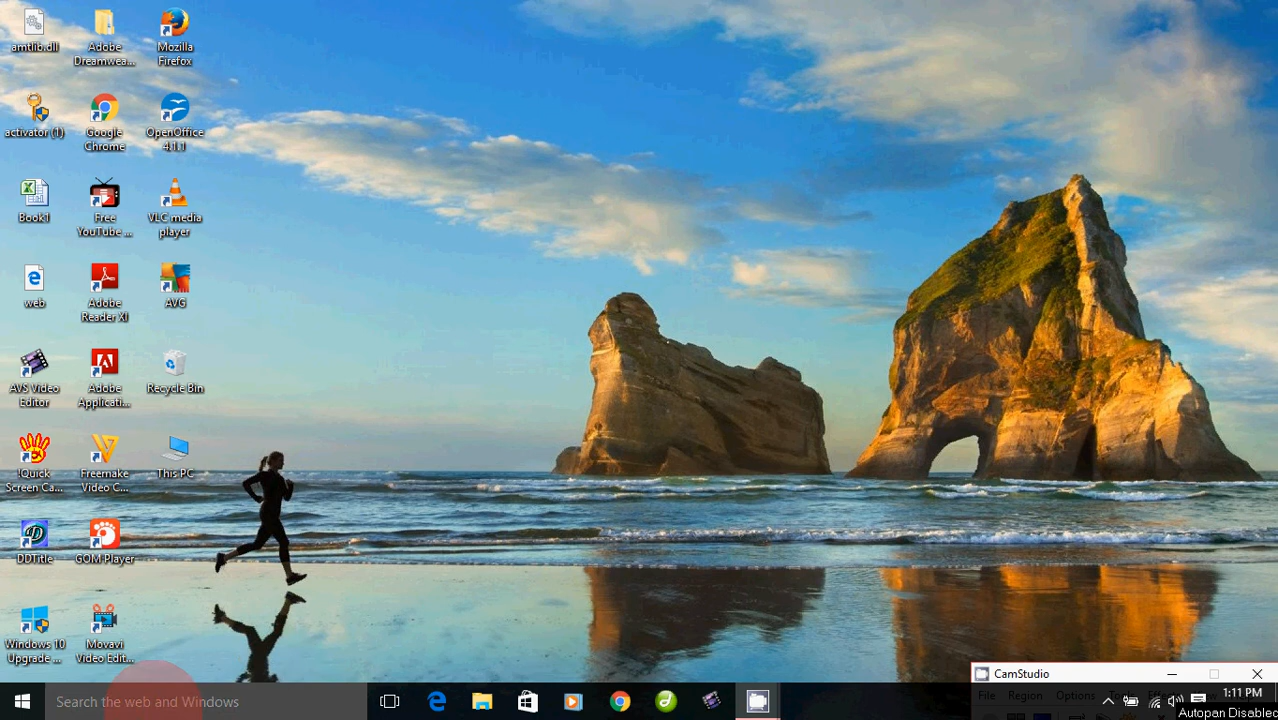 amtlib.dll
Adobe
Dreamwea...
Mozilla
Firefox
activator (1)
Google
Chrome
OpenOffice
4.1.1
Book1
Free
YouTube ...
VLC media
player
web
Adobe
Reader XI
AVG
AVS Video
Editor
Adobe
Applicati...
Recycle Bin
!Quick
Screen Ca...
Freemake
Video C...
This PC
DDTitle
GOM Player
Windows 10
Upgrade ...
Movavi
Video Edit...
CamStudio
File Region Options Tools Effects
Search the web and Windows
1:11 PM
Autopan Disabled